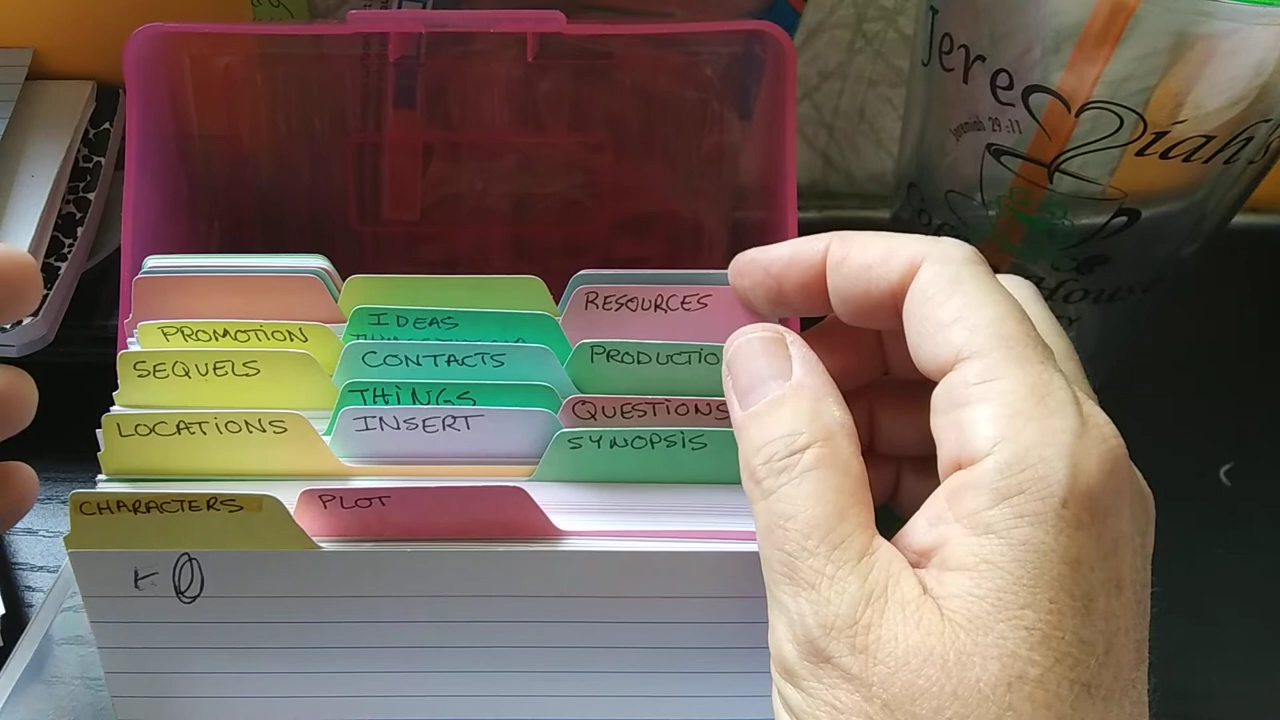 RESOURCES
IDEAS
PROMOTION
CONTACTS
PRODUCTIO
SEQUELS
THINGS
QUESTIONS
LOCATIONS
INSERT
SYNOPSIS
CHARACTERS
PLOT
Jere
iah's
Jeremiah 29:11